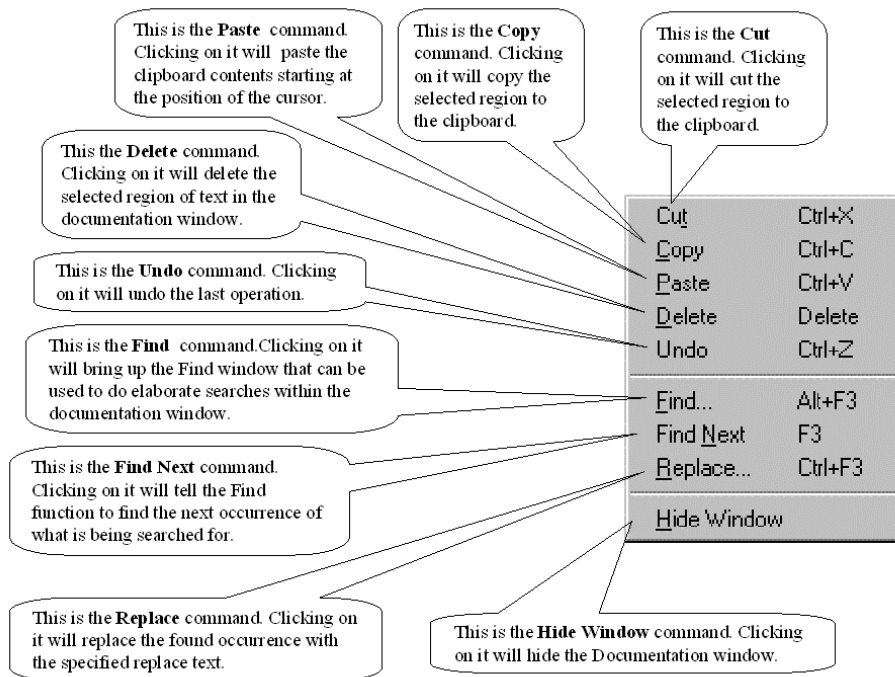 This is the Paste command.
Clicking on it will paste the
clipboard contents starting at
the position of the cursor.
This is the Copy
command. Clicking
on it will copy the
selected region to
the clipboard.
This is the Cut
command. Clicking
on it will cut the
selected region to
the clipboard.
This the Delete command.
Clicking on it will delete the
selected region of text in the
documentation window.
This is the Undo command. Clicking
on it will undo the last operation.
This is the Find command.Clicking on it
will bring up the Find window that can be
used to do elaborate searches within the
documentation window.
This is the Find Next command.
Clicking on it will tell the Find
function to find the next occurrence of
what is being searched for.
This is the Replace command. Clicking on
it will replace the found occurrence with
the specified replace text.
Cut Ctrl+X
Copy Ctrl+C
Paste Ctrl+V
Delete Delete
Undo Ctrl+Z
Find... Alt+F3
Find Next F3
Replace... Ctrl+F3
Hide Window
This is the Hide Window command. Clicking
on it will hide the Documentation window.